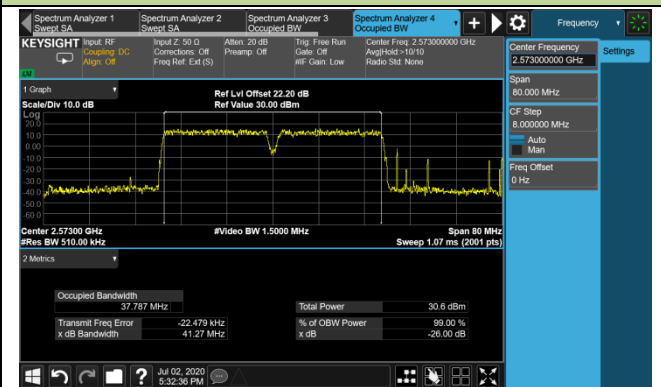 Spectrum Analyzer 1
Swept SA
Spectrum Analyzer 2
Swept SA
Spectrum Analyzer 3
Occupied BW
Spectrum Analyzer 4
Occupied BW
Frequency
KEYSIGHT
Input: RF
Coupling: DC
Align: Off
Input Z: 50 Ω
Corrections: Off
Freq Ref: Ext (S)
Atten: 20 dB
Preamp: Off
Trig: Free Run
Gate: Off
#IF Gain: Low
Center Freq: 2.573000000 GHz
Avg|Hold:>10/10
Radio Std: None
Center Frequency
2.573000000 GHz
Settings
Span
80.000 MHz
CF Step
8.000000 MHz
Auto
Man
Freq Offset
0 Hz
1 Graph
Scale/Div 10.0 dB
Ref Lvl Offset 22.20 dB
Ref Value 30.00 dBm
Log
20.0
10.0
0.00
-10.0
-20.0
-30.0
-40.0
-50.0
-60.0
Center 2.57300 GHz
#Res BW 510.00 kHz
#Video BW 1.5000 MHz
Span 80 MHz
Sweep 1.07 ms (2001 pts)
2 Metrics
Occupied Bandwidth
37.787 MHz
Total Power 30.6 dBm
Transmit Freq Error -22.479 kHz
% of OBW Power 99.00 %
x dB Bandwidth 41.27 MHz
x dB -26.00 dB
Jul 02, 2020
5:32:36 PM